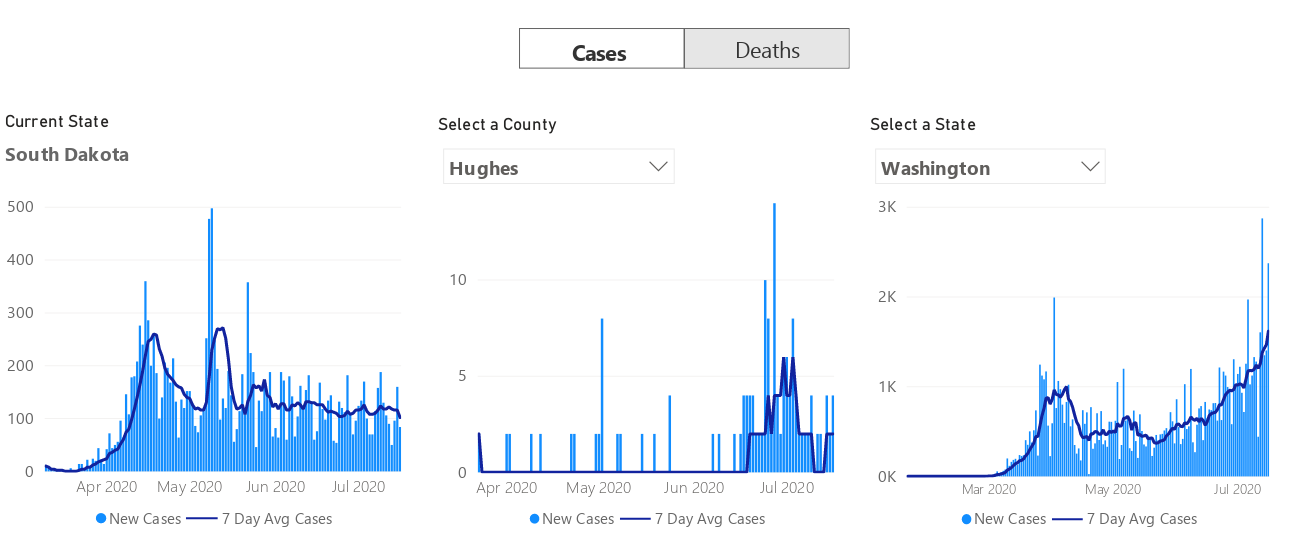 Cases
Deaths
Current State
South Dakota
500
400
300
200
100
0
Apr 2020
May 2020
Jun 2020
Jul 2020
New Cases
7 Day Avg Cases
Select a County
Hughes
10
5
0
Apr 2020
May 2020
Jun 2020
Jul 2020
New Cases
7 Day Avg Cases
Select a State
Washington
3K
2K
1K
0K
Mar 2020
May 2020
Jul 2020
New Cases
7 Day Avg Cases